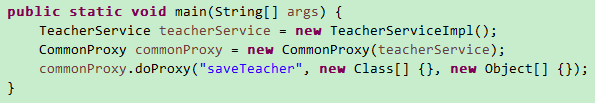 public static void main(String[] args) {
    TeacherService teacherService = new TeacherServiceImpl();
    CommonProxy commonProxy = new CommonProxy(teacherService);
    commonProxy.doProxy("saveTeacher", new Class[] {}, new Object[] {});
}